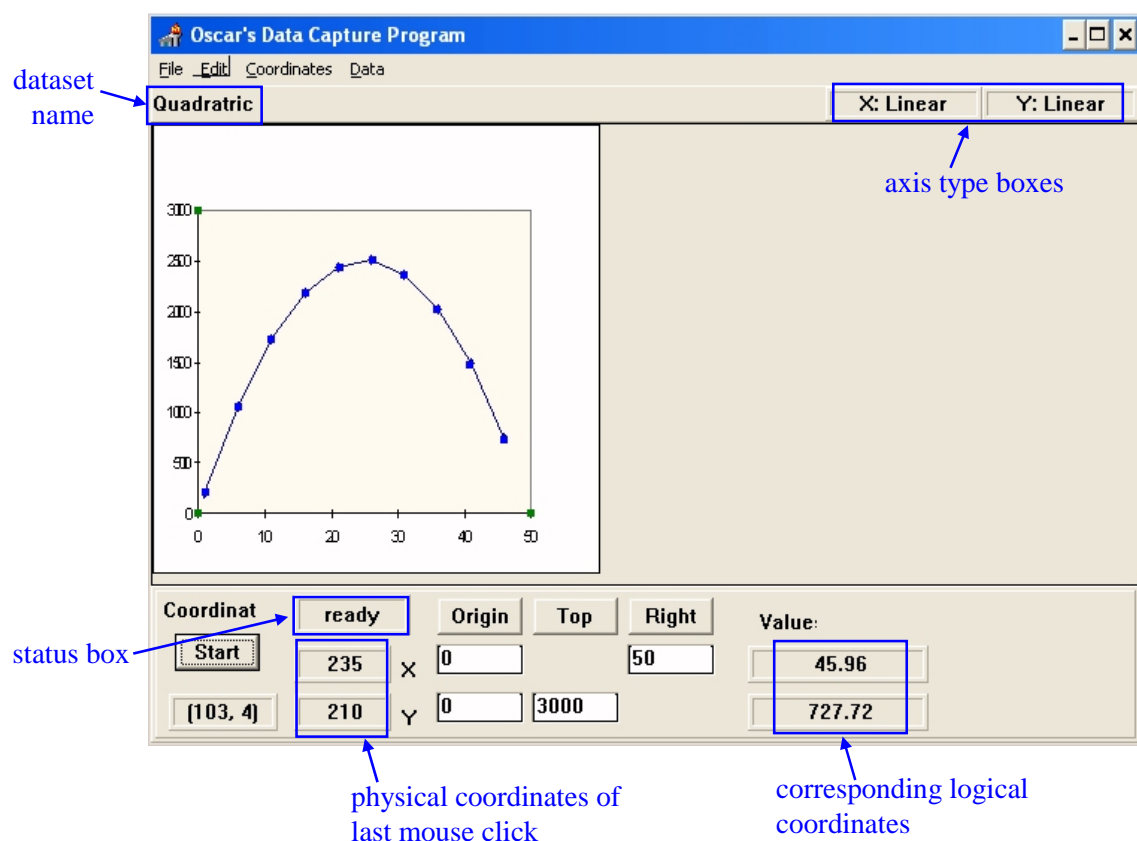 Oscar's Data Capture Program
File Edit Coordinates Data
dataset
name
Quadratric
X: Linear Y: Linear
axis type boxes
3000
2500
2000
1500
1000
500
0
0 10 20 30 40 50
Coordinat
ready
Origin Top Right
Value:
status box
Start
235 X 0 50 45.96
(103, 4) 210 Y 0 3000 727.72
physical coordinates of
last mouse click
corresponding logical
coordinates